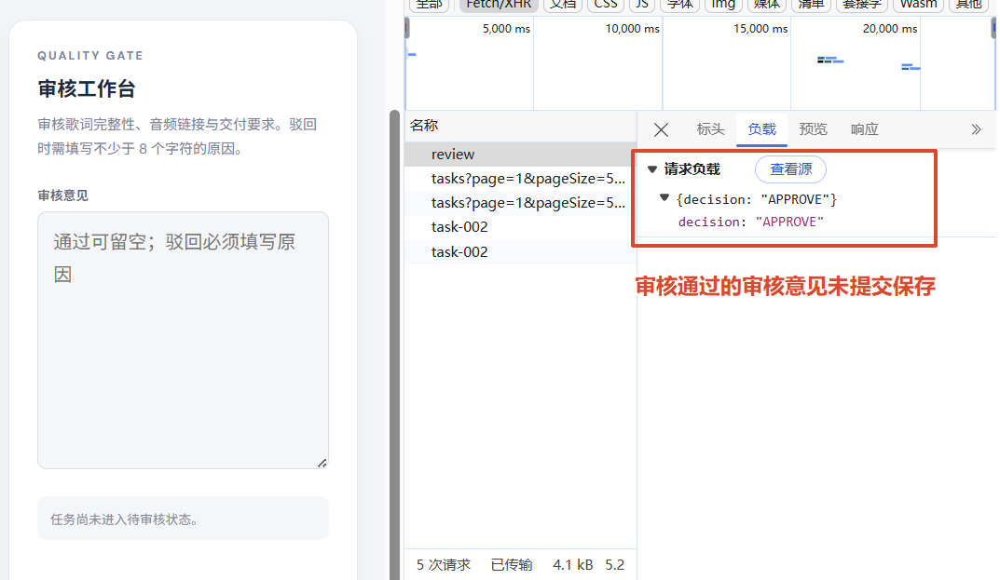 全部 Fetch/XHR 文档 CSS JS 字体 Img 媒体 清单 套接字 Wasm 其他
5,000 ms 10,000 ms 15,000 ms 20,000 ms
QUALITY GATE
审核工作台
审核歌词完整性、音频链接与交付要求。驳回
时需填写不少于 8 个字符的原因。
审核意见
通过可留空；驳回必须填写原
因
任务尚未进入待审核状态。
名称
review
tasks?page=1&pageSize=5...
tasks?page=1&pageSize=5...
task-002
task-002
5 次请求 已传输 4.1 kB 5.2
标头 负载 预览 响应
请求负载 查看源
{decision: "APPROVE"}
decision: "APPROVE"
审核通过的审核意见未提交保存